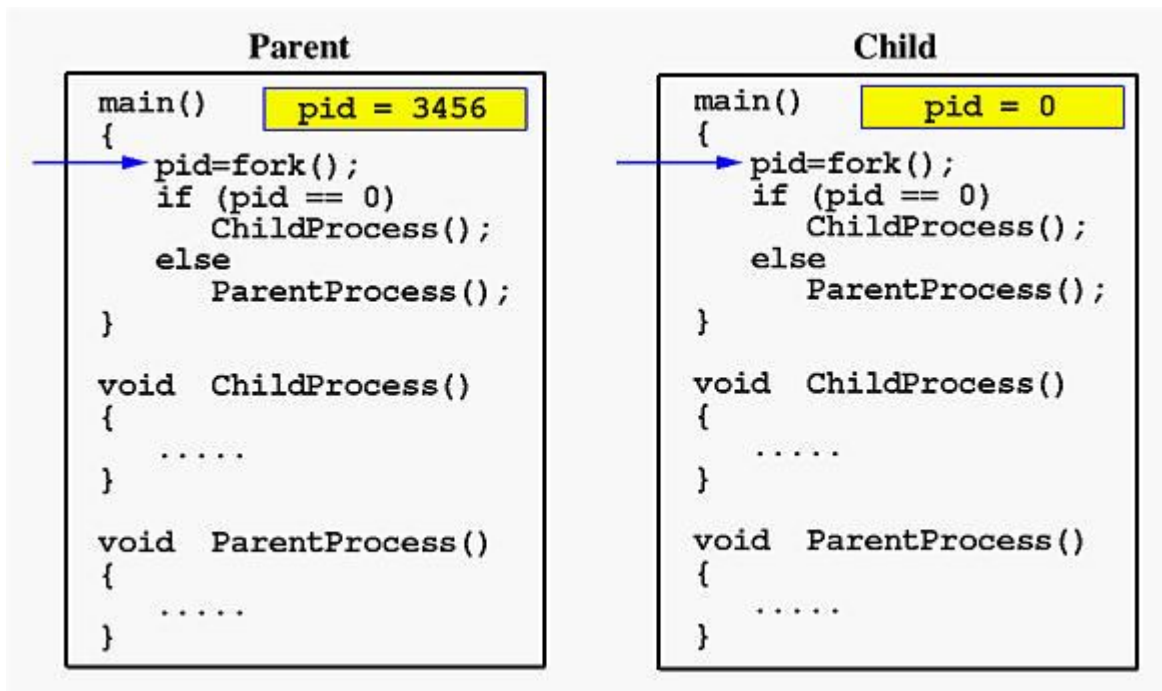 Parent
main()
pid = 3456
{
pid=fork();
if (pid == 0)
ChildProcess();
else
ParentProcess();
}
void ChildProcess()
{
.....
}
void ParentProcess()
{
.....
}
Child
main()
pid = 0
{
pid=fork();
if (pid == 0)
ChildProcess();
else
ParentProcess();
}
void ChildProcess()
{
.....
}
void ParentProcess()
{
.....
}